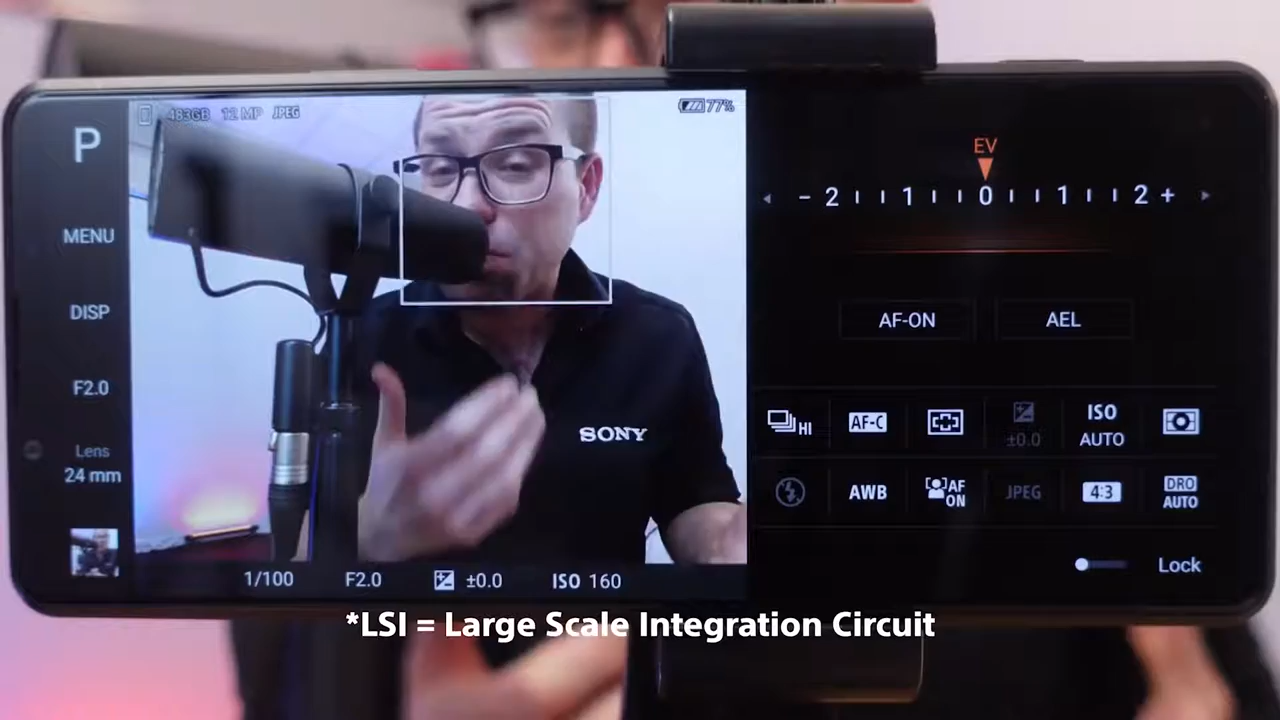 P
MENU
DISP
F2.0
Lens
24 mm
483GB 12 MP JPEG
77%
SONY
1/100 F2.0 ±0.0 ISO 160
EV
− 2 1 0 1 2 +
AF-ON AEL
HI AF-C ±0.0 ISO AUTO
AWB AF ON JPEG 4:3 DRO AUTO
Lock
*LSI = Large Scale Integration Circuit